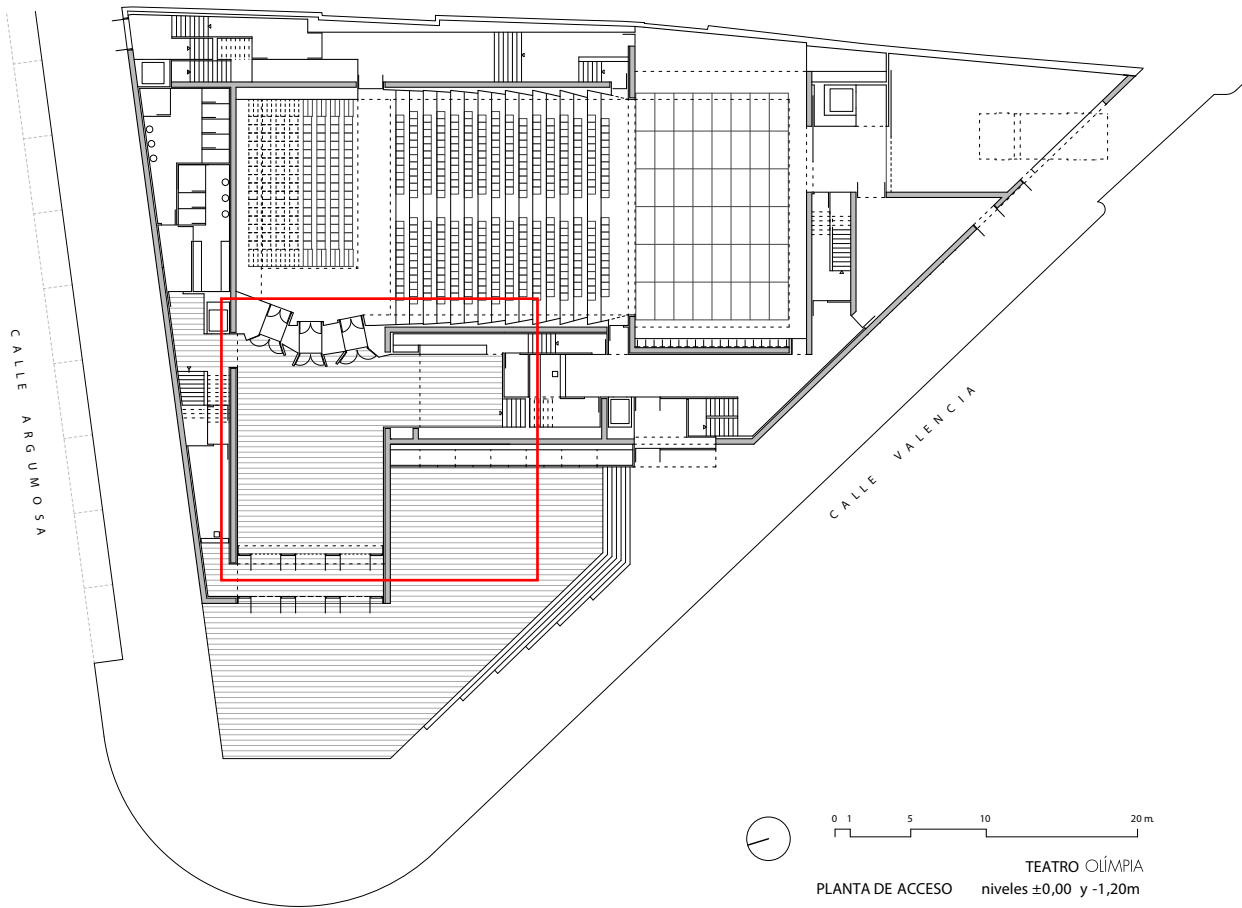 CALLE ARGUMOSA
CALLE VALENCIA
0 1 5 10 20 m.
TEATRO OLÍMPIA
PLANTA DE ACCESO niveles ±0,00 y -1,20m